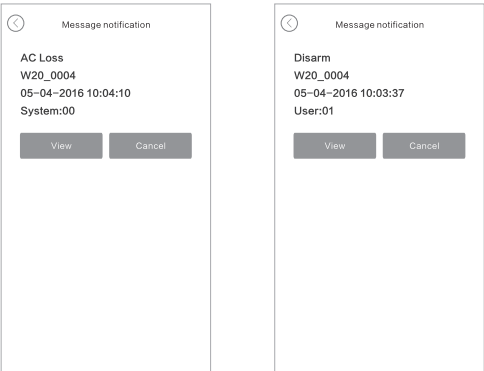 Message notification
AC Loss
W20_0004
05-04-2016 10:04:10
System:00
View
Cancel
Message notification
Disarm
W20_0004
05-04-2016 10:03:37
User:01
View
Cancel